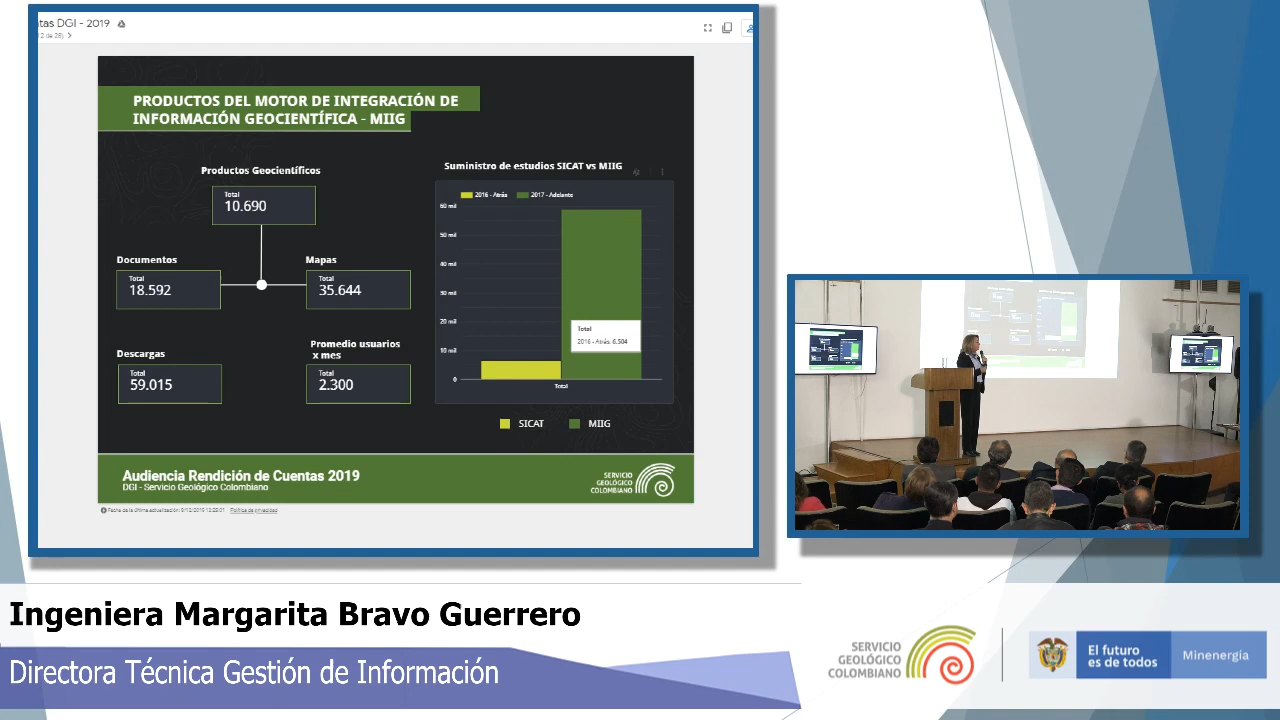 tas DGI - 2019
2 de 28)
PRODUCTOS DEL MOTOR DE INTEGRACIÓN DE
INFORMACIÓN GEOCIENTÍFICA - MIIG
Productos Geocientíficos
Total
10.690
Documentos
Total
18.592
Mapas
Total
35.644
Descargas
Total
59.015
Promedio usuarios
x mes
Total
2.300
Suministro de estudios SICAT vs MIIG
2016 - Atrás
2017 - Adelante
60 mil
50 mil
40 mil
30 mil
20 mil
10 mil
0
Total
2016 - Atrás: 6.504
Total
SICAT
MIIG
Audiencia Rendición de Cuentas 2019
DGI - Servicio Geológico Colombiano
SERVICIO
GEOLÓGICO
COLOMBIANO
Fecha de la última actualización: 9/12/2019
Política de privacidad
Ingeniera Margarita Bravo Guerrero
Directora Técnica Gestión de Información
SERVICIO
GEOLÓGICO
COLOMBIANO
El futuro
es de todos
Minenergía